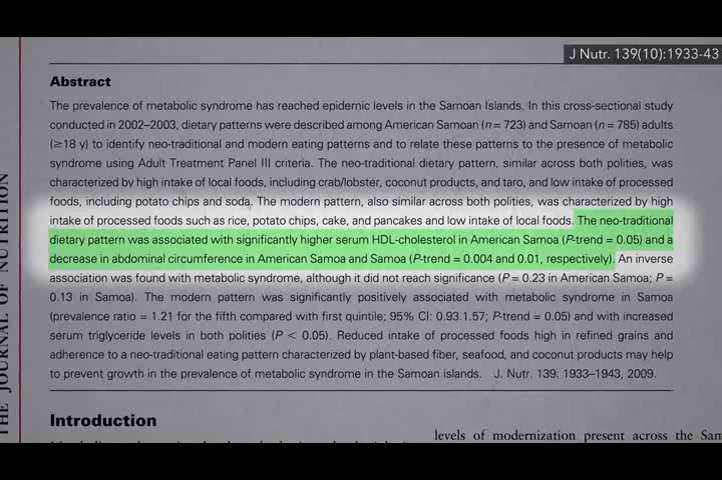 J Nutr. 139(10):1933-43
THE JOURNAL OF NUTRITION
Abstract
The prevalence of metabolic syndrome has reached epidemic levels in the Samoan Islands. In this cross-sectional study
conducted in 2002–2003, dietary patterns were described among American Samoan (n = 723) and Samoan (n = 785) adults
(≥18 y) to identify neo-traditional and modern eating patterns and to relate these patterns to the presence of metabolic
syndrome using Adult Treatment Panel III criteria. The neo-traditional dietary pattern, similar across both polities, was
characterized by high intake of local foods, including crab/lobster, coconut products, and taro, and low intake of processed
foods, including potato chips and soda. The modern pattern, also similar across both polities, was characterized by high
intake of processed foods such as rice, potato chips, cake, and pancakes and low intake of local foods. The neo-traditional
dietary pattern was associated with significantly higher serum HDL-cholesterol in American Samoa (P-trend = 0.05) and a
decrease in abdominal circumference in American Samoa and Samoa (P-trend = 0.004 and 0.01, respectively). An inverse
association was found with metabolic syndrome, although it did not reach significance (P = 0.23 in American Samoa; P =
0.13 in Samoa). The modern pattern was significantly positively associated with metabolic syndrome in Samoa
(prevalence ratio = 1.21 for the fifth compared with first quintile; 95% CI: 0.93.1.57; P-trend = 0.05) and with increased
serum triglyceride levels in both polities (P < 0.05). Reduced intake of processed foods high in refined grains and
adherence to a neo-traditional eating pattern characterized by plant-based fiber, seafood, and coconut products may help
to prevent growth in the prevalence of metabolic syndrome in the Samoan islands. J. Nutr. 139: 1933–1943, 2009.
Introduction
levels of modernization present across the Sam